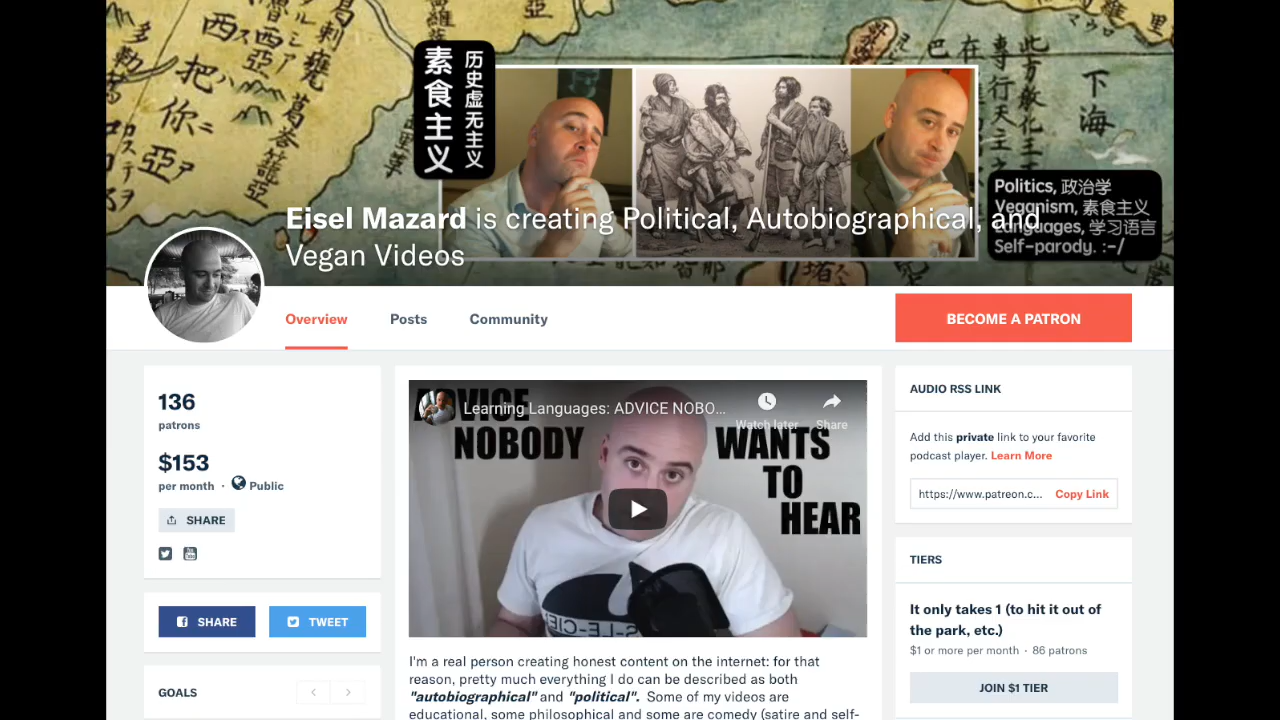 素食主义
历史虚无主义
下海
Politics, 政治学
Veganism, 素食主义
Languages, 学习语言
Self-parody. :-/
Eisel Mazard is creating Political, Autobiographical, and
Vegan Videos
Overview
Posts
Community
BECOME A PATRON
136
patrons
$153
per month · Public
SHARE
SHARE
TWEET
GOALS
Learning Languages: ADVICE NOBO...
Watch later
Share
ADVICE
NOBODY
WANTS
TO
HEAR
I'm a real person creating honest content on the internet: for that
reason, pretty much everything I do can be described as both
"autobiographical" and "political". Some of my videos are
educational, some philosophical and some are comedy (satire and self-
AUDIO RSS LINK
Add this private link to your favorite
podcast player. Learn More
https://www.patreon.c... Copy Link
TIERS
It only takes 1 (to hit it out of
the park, etc.)
$1 or more per month · 86 patrons
JOIN $1 TIER